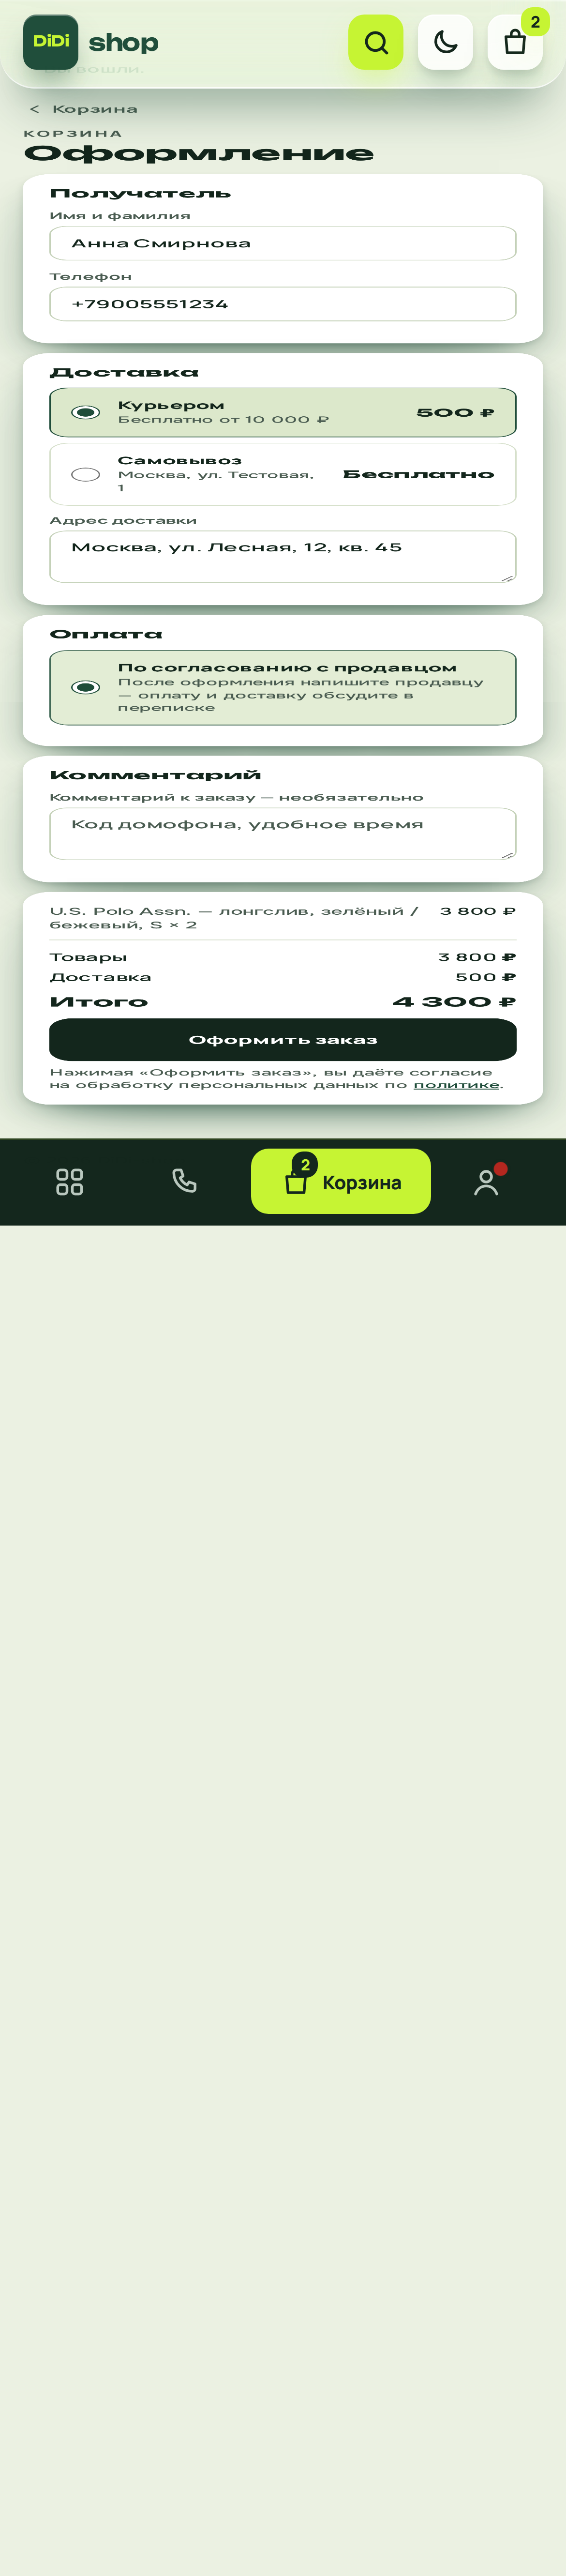 DiDi shop
2
вошли.
< Корзина
КОРЗИНА
Оформление
Получатель
Имя и фамилия
Анна Смирнова
Телефон
+79005551234
Доставка
Курьером
500 ₽
Бесплатно от 10 000 ₽
Самовывоз
Бесплатно
Москва, ул. Тестовая,
1
Адрес доставки
Москва, ул. Лесная, 12, кв. 45
Оплата
По согласованию с продавцом
После оформления напишите продавцу
— оплату и доставку обсудите в
переписке
Комментарий
Комментарий к заказу — необязательно
Код домофона, удобное время
U.S. Polo Assn. — лонгслив, зелёный / 3 800 ₽
бежевый, S × 2
Товары 3 800 ₽
Доставка 500 ₽
Итого 4 300 ₽
Оформить заказ
Нажимая «Оформить заказ», вы даёте согласие
на обработку персональных данных по политике.
2
Корзина